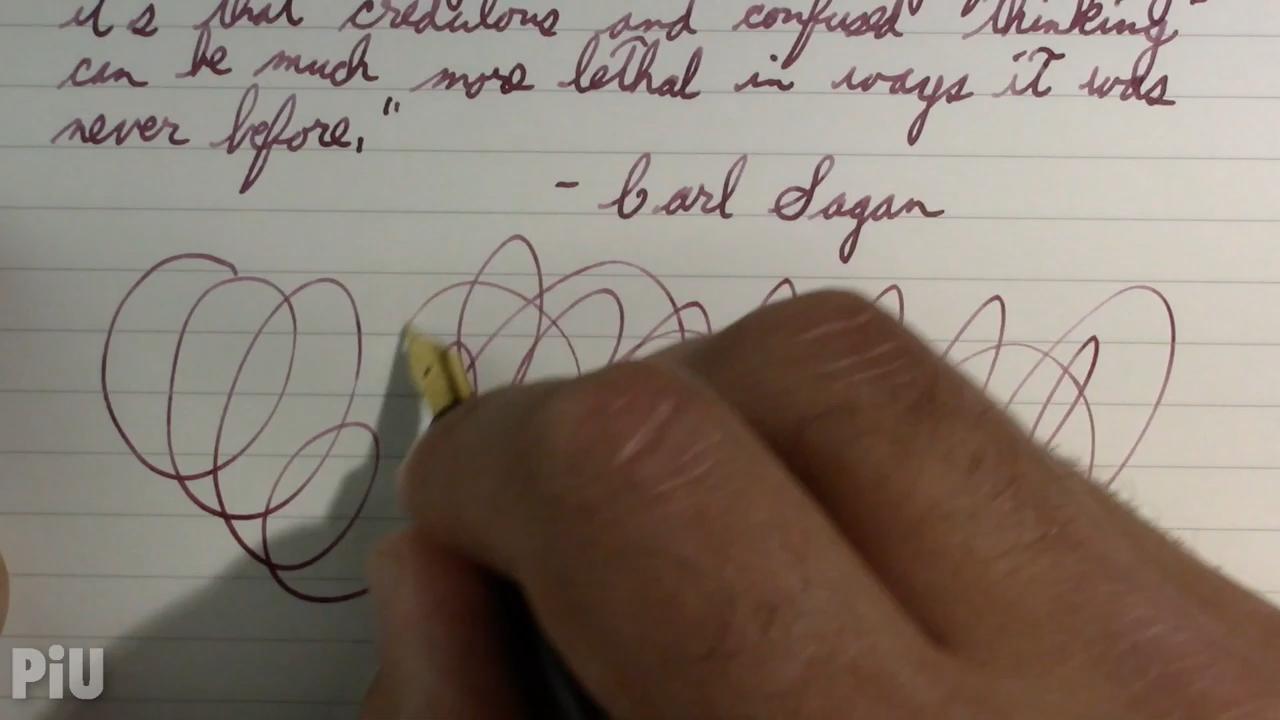 it's that credulous and confused "thinking"
can be much more lethal in ways it was
never before."
- Carl Sagan
PiU